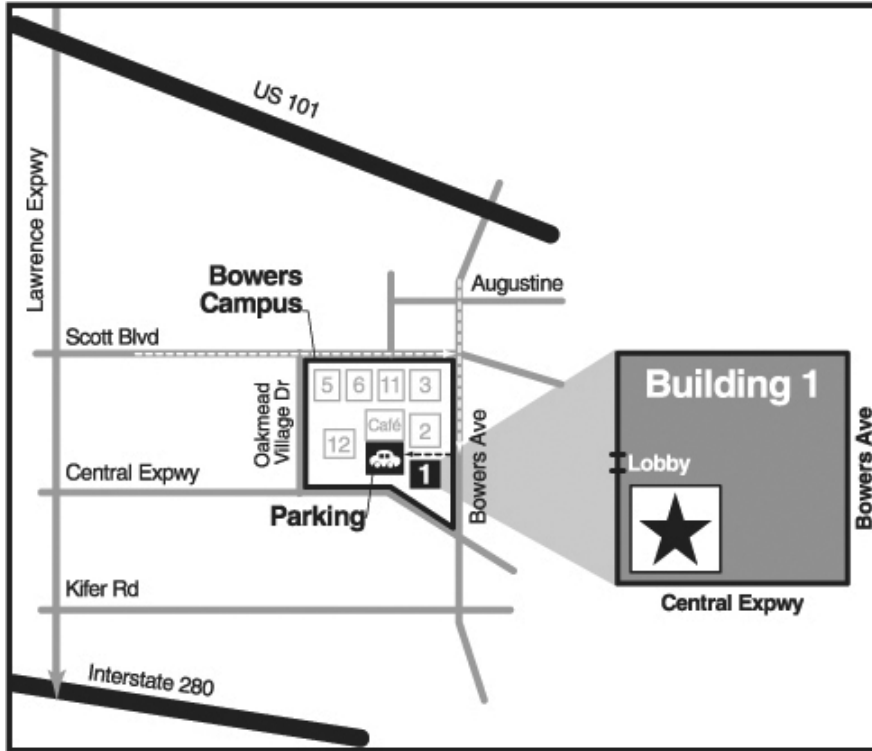 US 101
Lawrence Expwy
Bowers
Campus
Augustine
Scott Blvd
5 6 11 3
Building 1
Oakmead
Village Dr
Café
2
12
Lobby
Bowers Ave
Bowers Ave
Central Expwy
1
Parking
Kifer Rd
Central Expwy
Interstate 280